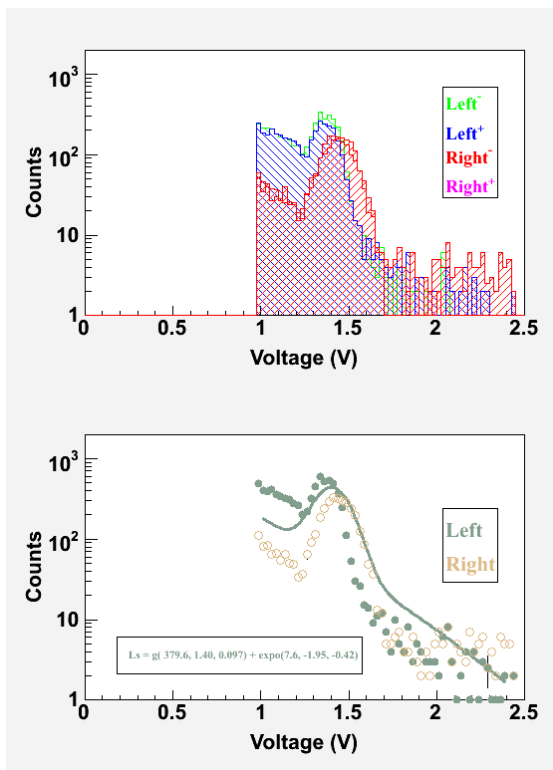 10³
10²
10
1
Counts
Left⁻
Left⁺
Right⁻
Right⁺
0 0.5 1 1.5 2 2.5
Voltage (V)
10³
10²
10
1
Counts
Left
Right
Ls = g( 379.6, 1.40, 0.097) + expo(7.6, -1.95, -0.42)
0 0.5 1 1.5 2 2.5
Voltage (V)